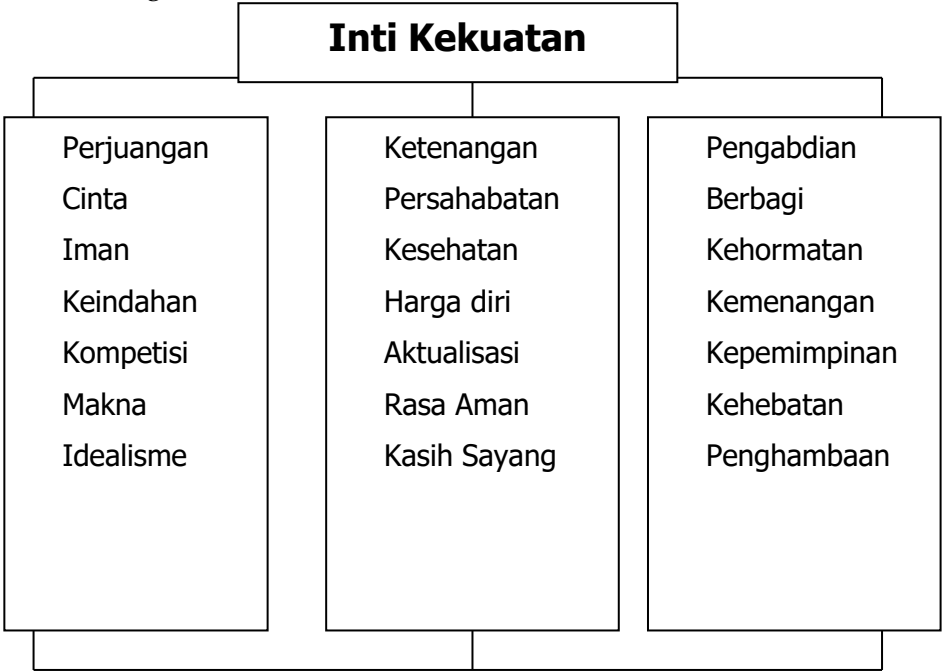 Inti Kekuatan
Perjuangan
Cinta
Iman
Keindahan
Kompetisi
Makna
Idealisme
Ketenangan
Persahabatan
Kesehatan
Harga diri
Aktualisasi
Rasa Aman
Kasih Sayang
Pengabdian
Berbagi
Kehormatan
Kemenangan
Kepemimpinan
Kehebatan
Penghambaan